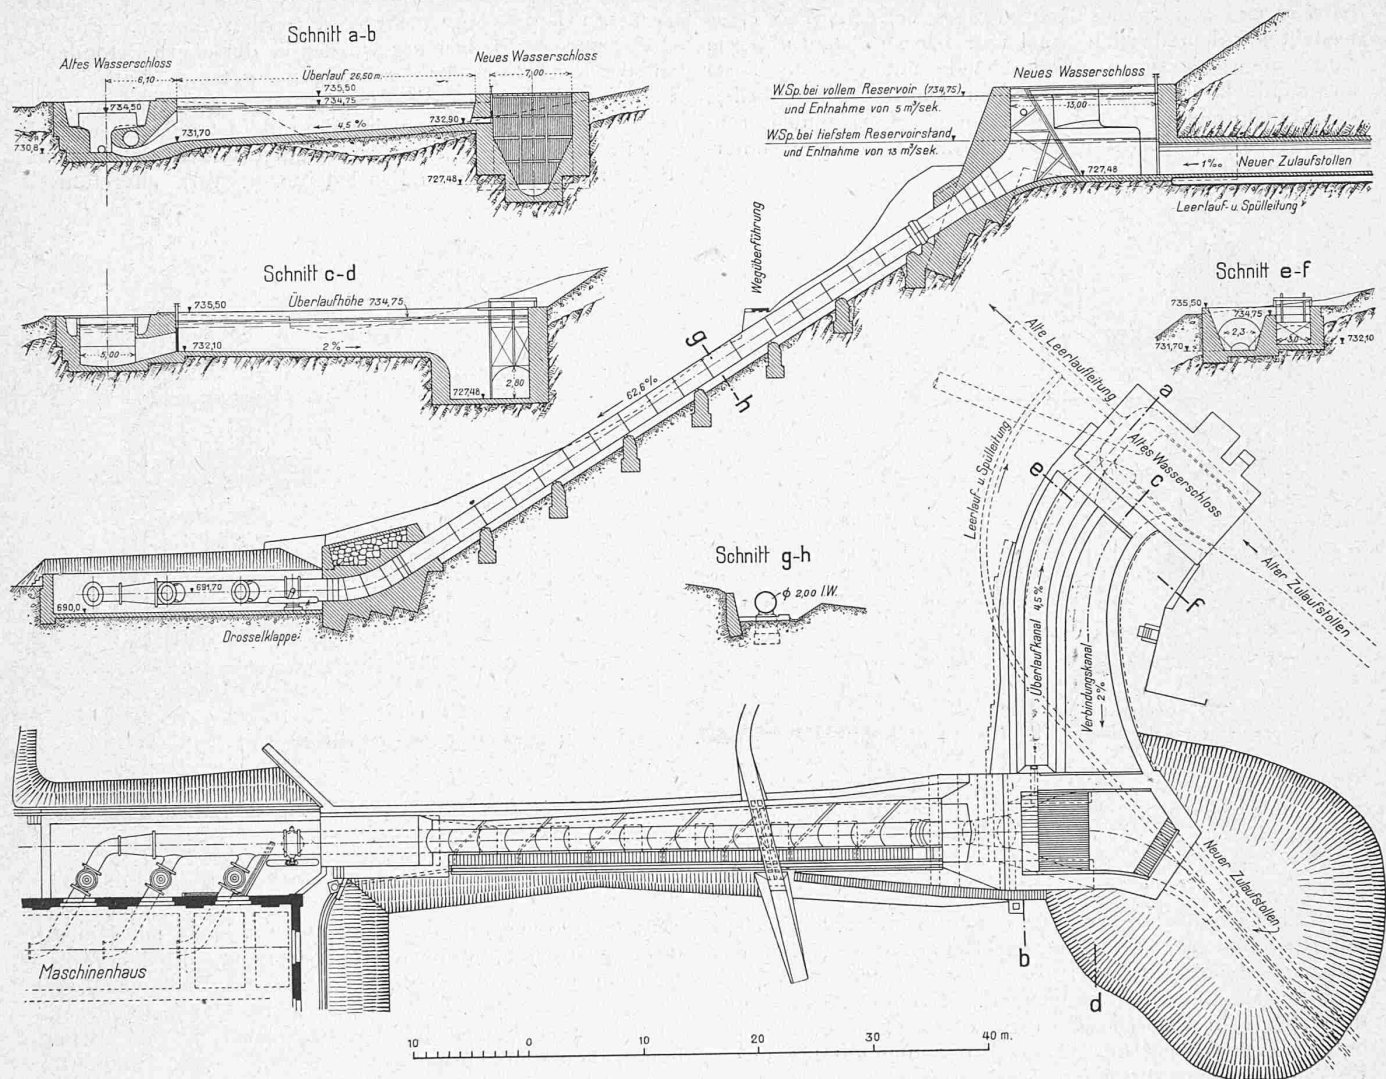 Schnitt a-b
Altes Wasserschloss
Neues Wasserschloss
6,10
Überlauf 26,50 m.
7,00
735,50
734,75
734,50
732,90
4,5 %
731,70
730,8
727,48
Neues Wasserschloss
W.Sp. bei vollem Reservoir (734,75)
und Entnahme von 5 m³/sek.
13,00
W.Sp. bei tiefstem Reservoirstand
und Entnahme von 13 m³/sek.
1‰
Neuer Zulaufstollen
727,48
Leerlauf- u. Spülleitung
Wegüberführung
Schnitt c-d
735,50
Überlaufhöhe 734,75
5,00
732,10
2 %
2,80
727,48
Schnitt e-f
735,50
734,75
2,3
3,0
731,70
732,10
g
h
62,6%
Alte Leerlaufleitung
a
Altes Wasserschloss
Leerlauf- u. Spülleitung
e
c
Alter Zulaufstollen
f
Schnitt g-h
ϕ 2,00 l.W.
691,70
690,0
Drosselklappe
Überlaufkanal 4,5%
Verbindungskanal
2%
Neuer Zulaufstollen
Maschinenhaus
b
d
10
0
10
20
30
40 m.